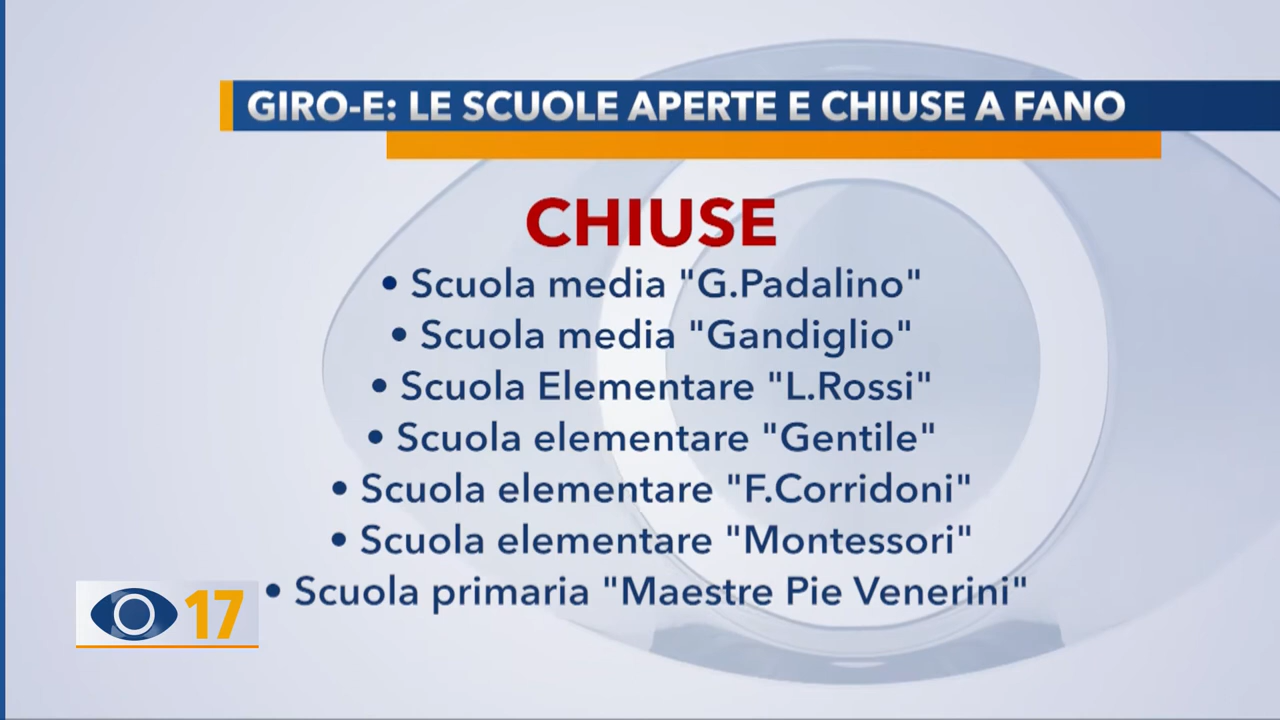 GIRO-E: LE SCUOLE APERTE E CHIUSE A FANO
CHIUSE
• Scuola media "G.Padalino"
• Scuola media "Gandiglio"
• Scuola Elementare "L.Rossi"
• Scuola elementare "Gentile"
• Scuola elementare "F.Corridoni"
• Scuola elementare "Montessori"
• Scuola primaria "Maestre Pie Venerini"
17